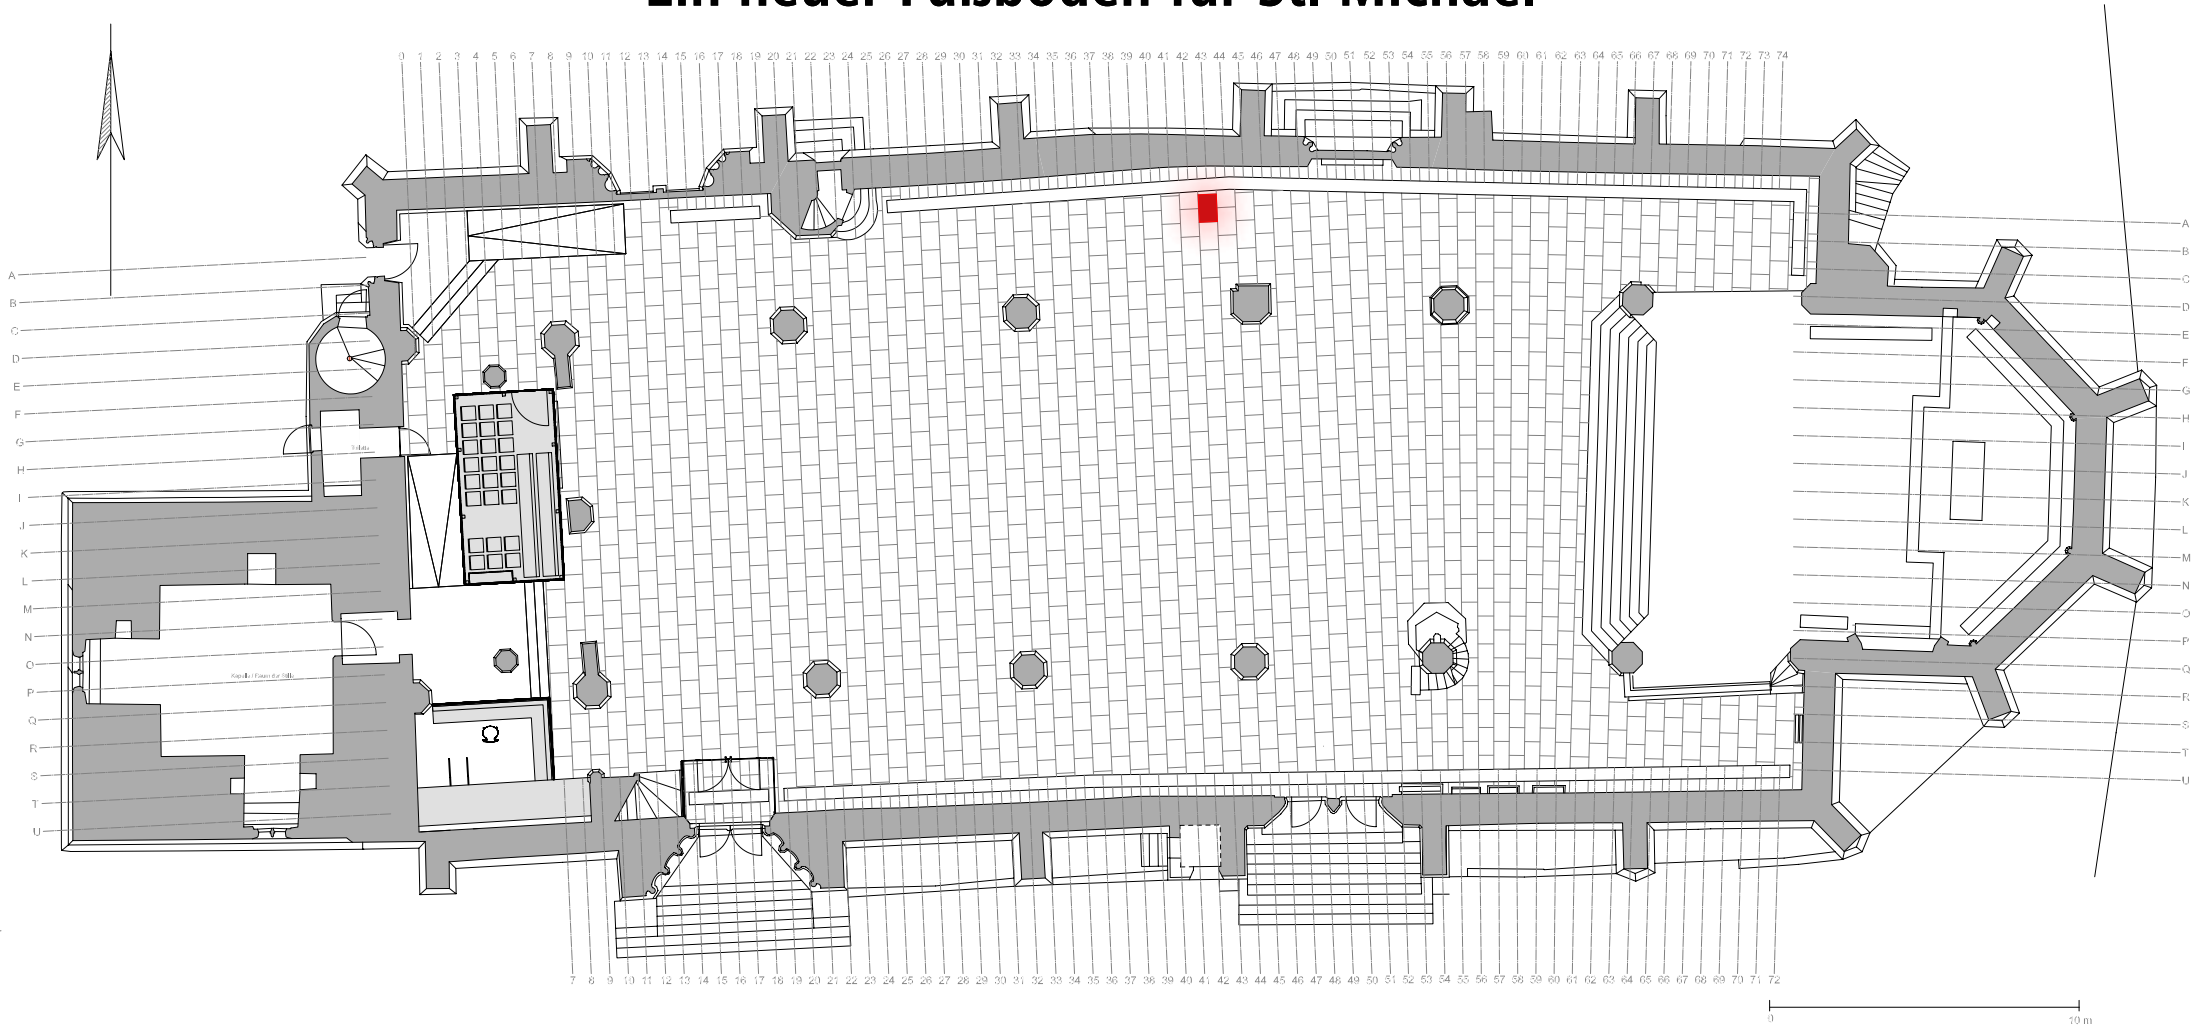 Ein neuer Fußboden für St. Michael
0 1 2 3 4 5 6 7 8 9 10 11 12 13 14 15 16 17 18 19 20 21 22 23 24 25 26 27 28 29 30 31 32 33 34 35 36 37 38 39 40 41 42 43 44 45 46 47 48 49 50 51 52 53 54 55 56 57 58 59 60 61 62 63 64 65 66 67 68 69 70 71 72 73 74
A
B
C
D
E
F
G
H
I
J
K
L
M
N
O
P
Q
R
S
T
U
Kapelle / Raum der Stille
A
B
C
D
E
F
G
H
I
J
K
L
M
N
O
P
Q
R
S
T
U
7 8 9 10 11 12 13 14 15 16 17 18 19 20 21 22 23 24 25 26 27 28 29 30 31 32 33 34 35 36 37 38 39 40 41 42 43 44 45 46 47 48 49 50 51 52 53 54 55 56 57 58 59 60 61 62 63 64 65 66 67 68 69 70 71 72
0 10 m